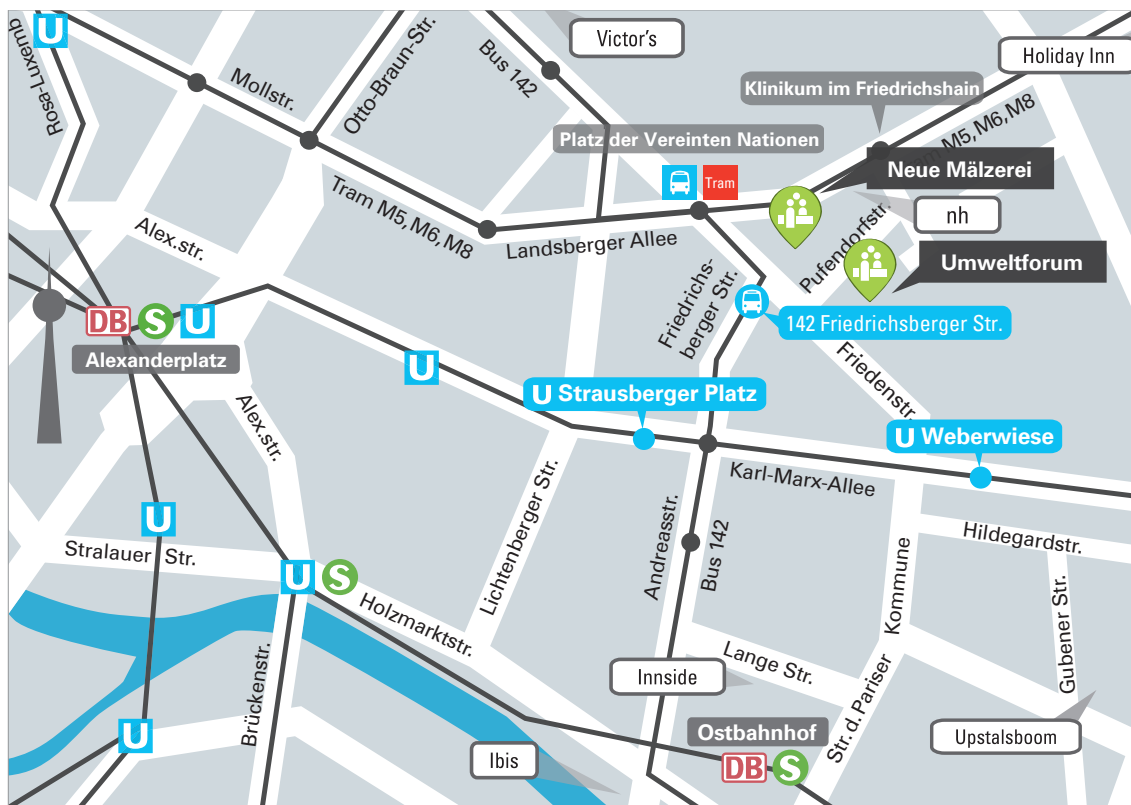 Victor's
U
Holiday Inn
Rosa-Luxemb
Mollstr.
Otto-Braun-Str.
Bus 142
Klinikum im Friedrichshain
Platz der Vereinten Nationen
Tram M5,M6,M8
Tram
Neue Mälzerei
nh
Tram M5,M6,M8
Landsberger Allee
Pufendorfstr.
Umweltforum
Alex.str.
Friedrichs-
berger Str.
DB
S
U
142 Friedrichsberger Str.
Alexanderplatz
U
Friedenstr.
U Strausberger Platz
U Weberwiese
Alex.str.
Karl-Marx-Allee
Lichtenberger Str.
Andreasstr.
Bus 142
U
Stralauer Str.
Hildegardstr.
U
S
Holzmarktstr.
Kommune
Gubener Str.
Lange Str.
Innside
Brückenstr.
Str. d. Pariser
U
Ostbahnhof
Upstalsboom
Ibis
DB
S